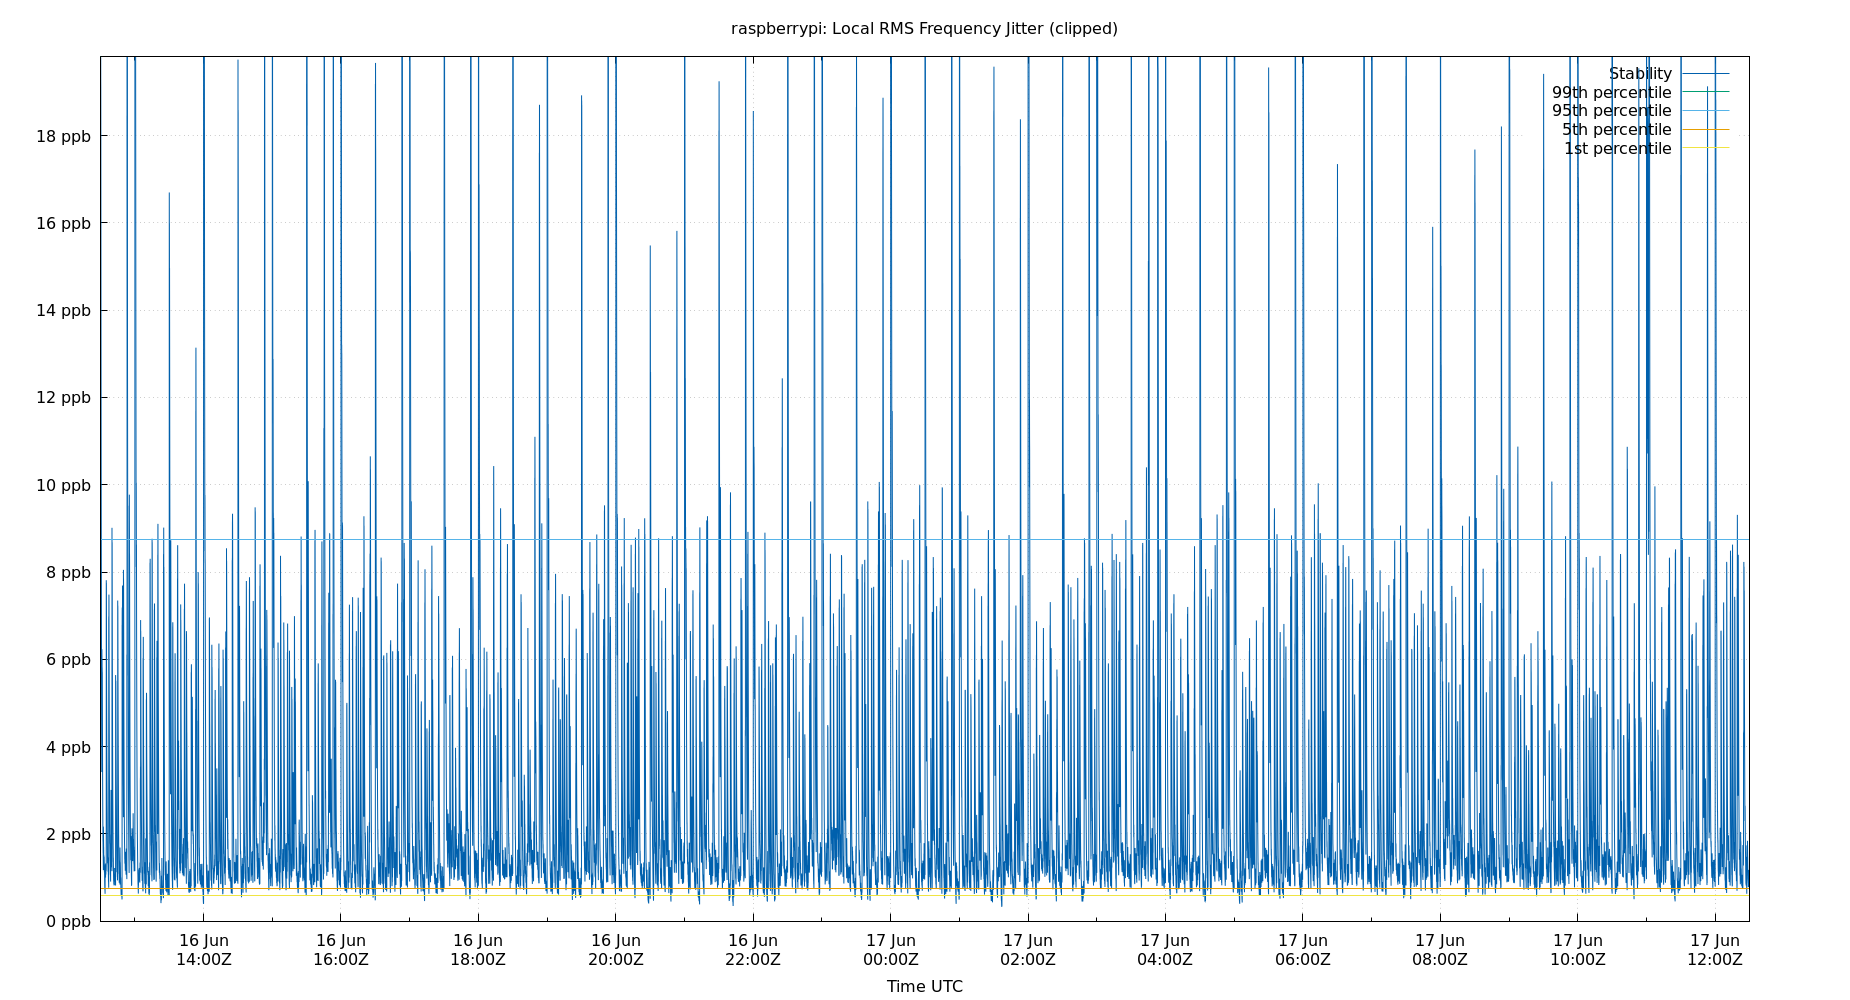 raspberrypi: Local RMS Frequency Jitter (clipped)
Stability
99th percentile
95th percentile
5th percentile
1st percentile
18 ppb
16 ppb
14 ppb
12 ppb
10 ppb
8 ppb
6 ppb
4 ppb
2 ppb
0 ppb
16 Jun 16 Jun 16 Jun 16 Jun 16 Jun 17 Jun 17 Jun 17 Jun 17 Jun 17 Jun 17 Jun 17 Jun
14:00Z 16:00Z 18:00Z 20:00Z 22:00Z 00:00Z 02:00Z 04:00Z 06:00Z 08:00Z 10:00Z 12:00Z
Time UTC